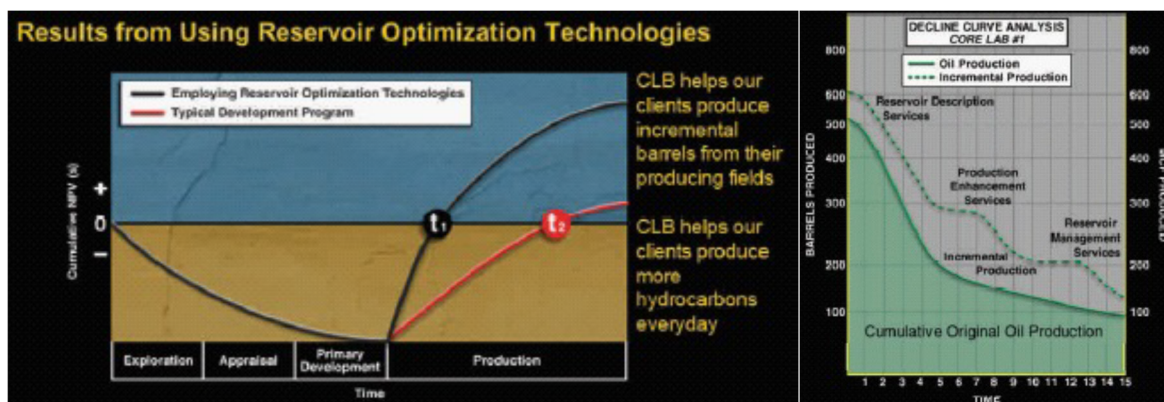 Results from Using Reservoir Optimization Technologies
Employing Reservoir Optimization Technologies
Typical Development Program
Cumulative NPV (s)
+
0
−
t1
t2
Exploration
Appraisal
Primary
Development
Production
Time
CLB helps our
clients produce
incremental
barrels from their
producing fields
CLB helps our
clients produce
more
hydrocarbons
everyday
DECLINE CURVE ANALYSIS
CORE LAB #1
Oil Production
Incremental Production
BARRELS PRODUCED
800
600
500
400
300
200
100
Reservoir Description
Services
Production
Enhancement
Services
Reservoir
Management
Services
Incremental
Production
Cumulative Original Oil Production
800
600
500
400
300
200
100
PRODUCED
1 2 3 4 5 6 7 8 9 10 11 12 13 14 15
TIME